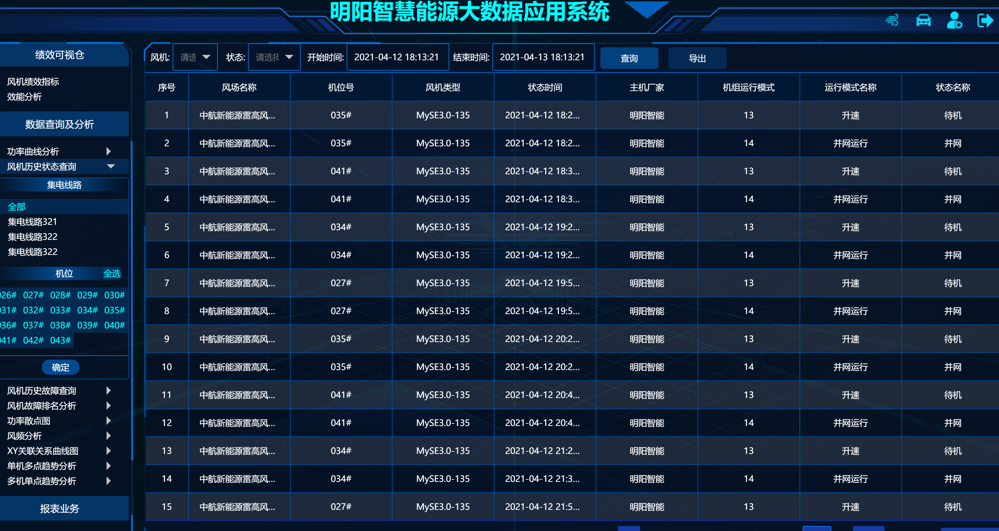 明阳智慧能源大数据应用系统
绩效可视仓
风机绩效指标
效能分析
数据查询及分析
功率曲线分析
风机历史状态查询
集电线路
全部
集电线路321
集电线路322
集电线路322
机位 全选
026# 027# 028# 029# 030#
031# 032# 033# 034# 035#
036# 037# 038# 039# 040#
041# 042# 043#
确定
风机历史故障查询
风机故障排名分析
功率散点图
风频分析
XY关联关系曲线图
单机多点趋势分析
多机单点趋势分析
报表业务
风机: 请选 状态: 请选择 开始时间: 2021-04-12 18:13:21 结束时间: 2021-04-13 18:13:21 查询 导出
序号 风场名称 机位号 风机类型 状态时间 主机厂家 机组运行模式 运行模式名称 状态名称
1 中航新能源雷高风... 035# MySE3.0-135 2021-04-12 18:2... 明阳智能 13 升速 待机
2 中航新能源雷高风... 035# MySE3.0-135 2021-04-12 18:2... 明阳智能 14 并网运行 并网
3 中航新能源雷高风... 041# MySE3.0-135 2021-04-12 18:3... 明阳智能 13 升速 待机
4 中航新能源雷高风... 041# MySE3.0-135 2021-04-12 18:3... 明阳智能 14 并网运行 并网
5 中航新能源雷高风... 034# MySE3.0-135 2021-04-12 19:2... 明阳智能 13 升速 待机
6 中航新能源雷高风... 034# MySE3.0-135 2021-04-12 19:2... 明阳智能 14 并网运行 并网
7 中航新能源雷高风... 027# MySE3.0-135 2021-04-12 19:5... 明阳智能 13 升速 待机
8 中航新能源雷高风... 027# MySE3.0-135 2021-04-12 19:5... 明阳智能 14 并网运行 并网
9 中航新能源雷高风... 035# MySE3.0-135 2021-04-12 20:2... 明阳智能 13 升速 待机
10 中航新能源雷高风... 035# MySE3.0-135 2021-04-12 20:2... 明阳智能 14 并网运行 并网
11 中航新能源雷高风... 041# MySE3.0-135 2021-04-12 20:4... 明阳智能 13 升速 待机
12 中航新能源雷高风... 041# MySE3.0-135 2021-04-12 20:4... 明阳智能 14 并网运行 并网
13 中航新能源雷高风... 034# MySE3.0-135 2021-04-12 21:2... 明阳智能 13 升速 待机
14 中航新能源雷高风... 034# MySE3.0-135 2021-04-12 21:3... 明阳智能 14 并网运行 并网
15 中航新能源雷高风... 027# MySE3.0-135 2021-04-12 21:5... 明阳智能 13 升速 待机